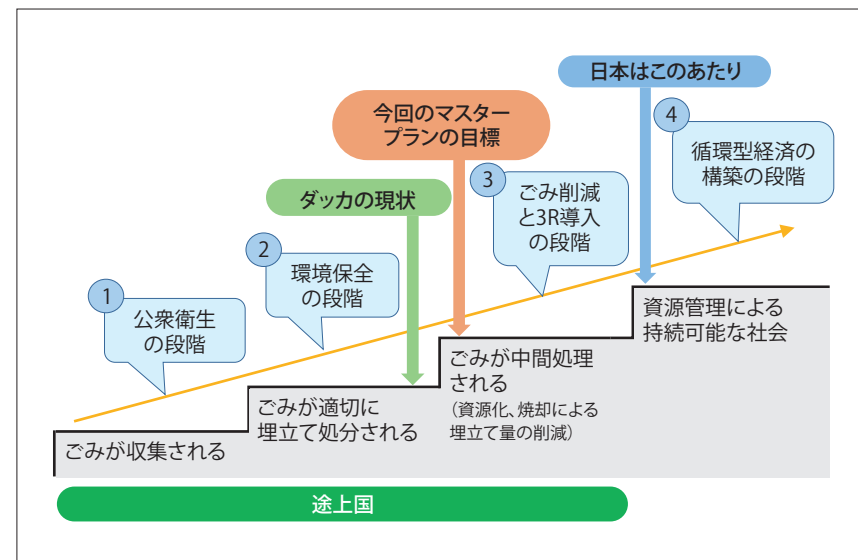 日本はこのあたり
今回のマスター
プランの目標
ダッカの現状
1
公衆衛生
の段階
2
環境保全
の段階
3
ごみ削減
と3R導入
の段階
4
循環型経済の
構築の段階
ごみが収集される
ごみが適切に
埋立て処分される
ごみが中間処理
される
（資源化、焼却による
埋立て量の削減）
資源管理による
持続可能な社会
途上国